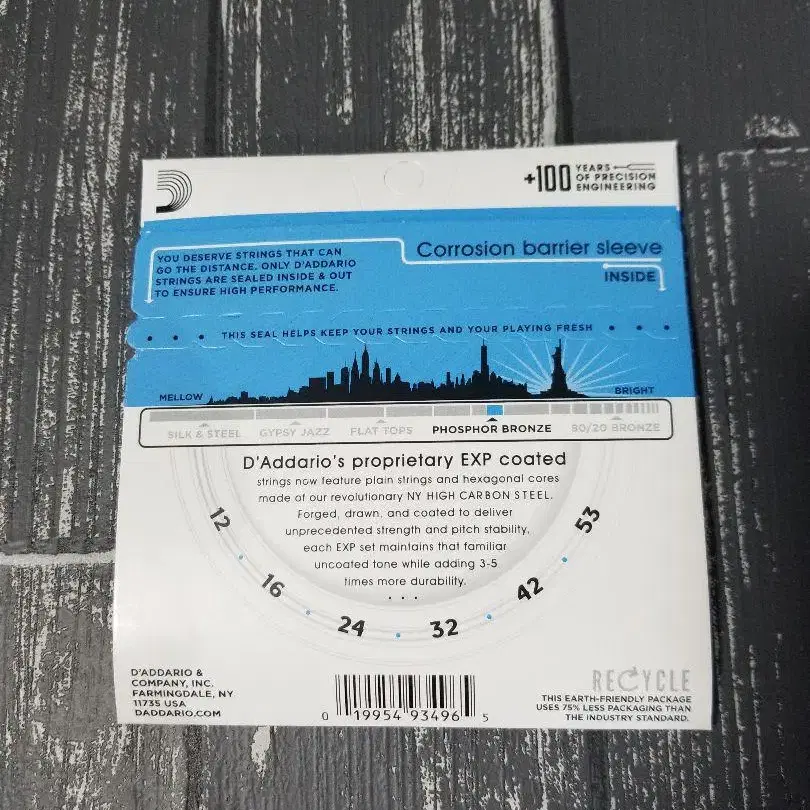 +100 YEARS
OF PRECISION
ENGINEERING
YOU DESERVE STRINGS THAT CAN
GO THE DISTANCE. ONLY D'ADDARIO
STRINGS ARE SEALED INSIDE & OUT
TO ENSURE HIGH PERFORMANCE.
Corrosion barrier sleeve
INSIDE
• • • THIS SEAL HELPS KEEP YOUR STRINGS AND YOUR PLAYING FRESH • • •
MELLOW
BRIGHT
SILK & STEEL GYPSY JAZZ FLAT TOPS PHOSPHOR BRONZE 80/20 BRONZE
D'Addario's proprietary EXP coated
strings now feature plain strings and hexagonal cores
made of our revolutionary NY HIGH CARBON STEEL.
Forged, drawn, and coated to deliver
unprecedented strength and pitch stability,
each EXP set maintains that familiar
uncoated tone while adding 3-5
times more durability.
• • •
12 • 16 • 24 • 32 • 42 • 53
D'ADDARIO &
COMPANY, INC.
FARMINGDALE, NY
11735 USA
DADDARIO.COM
0 19954 93496 5
RECYCLE
THIS EARTH-FRIENDLY PACKAGE
USES 75% LESS PACKAGING THAN
THE INDUSTRY STANDARD.